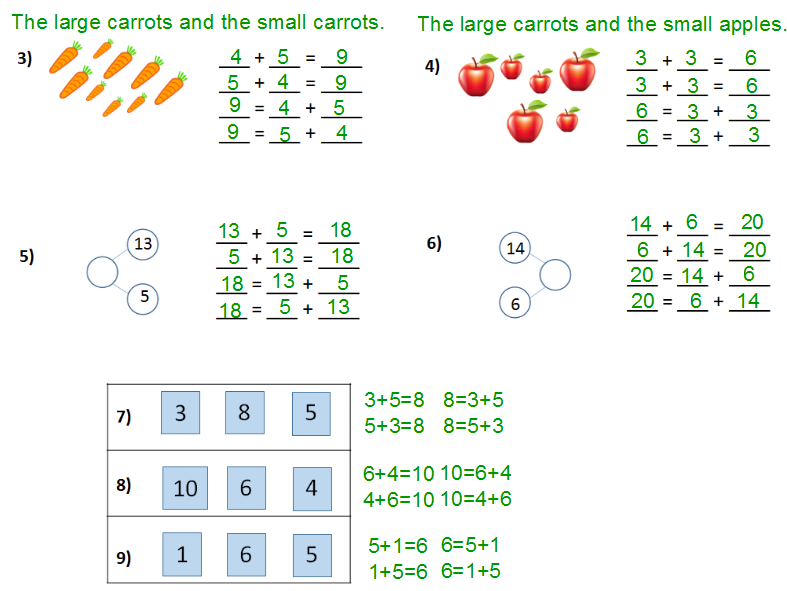 The large carrots and the small carrots.
3)
4 + 5 = 9
5 + 4 = 9
9 = 4 + 5
9 = 5 + 4
The large carrots and the small apples.
4)
3 + 3 = 6
3 + 3 = 6
6 = 3 + 3
6 = 3 + 3
5)
13
5
13 + 5 = 18
5 + 13 = 18
18 = 13 + 5
18 = 5 + 13
6)
14
6
14 + 6 = 20
6 + 14 = 20
20 = 14 + 6
20 = 6 + 14
7) 3 8 5
3+5=8 8=3+5
5+3=8 8=5+3
8) 10 6 4
6+4=10 10=6+4
4+6=10 10=4+6
9) 1 6 5
5+1=6 6=5+1
1+5=6 6=1+5